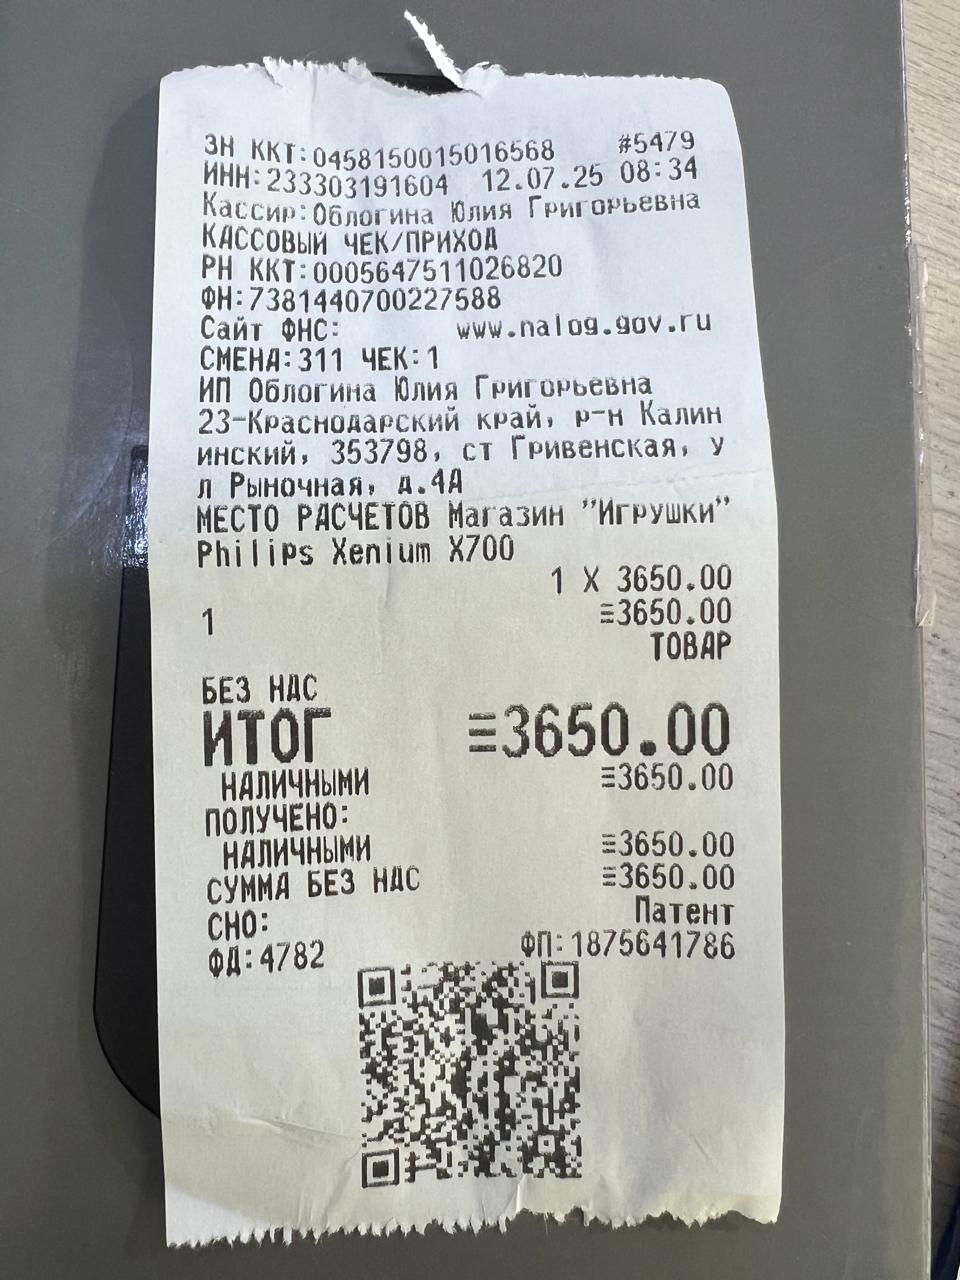 ЗН ККТ:0458150015016568 #5479
ИНН:233303191604 12.07.25 08:34
Кассир:Облогина Юлия Григорьевна
КАССОВЫЙ ЧЕК/ПРИХОД
РН ККТ:0005647511026820
ФН:7381440700227588
Сайт ФНС: www.nalog.gov.ru
СМЕНА:311 ЧЕК:1
ИП Облогина Юлия Григорьевна
23-Краснодарский край, р-н Калин
инский, 353798, ст Гривенская, у
л Рыночная, д.4А
МЕСТО РАСЧЕТОВ Магазин "Игрушки"
Philips Xenium X700
1 X 3650.00
1 ≡3650.00
ТОВАР
БЕЗ НДС
ИТОГ ≡3650.00
НАЛИЧНЫМИ ≡3650.00
ПОЛУЧЕНО:
НАЛИЧНЫМИ ≡3650.00
СУММА БЕЗ НДС ≡3650.00
СНО: Патент
ФД:4782 ФП:1875641786